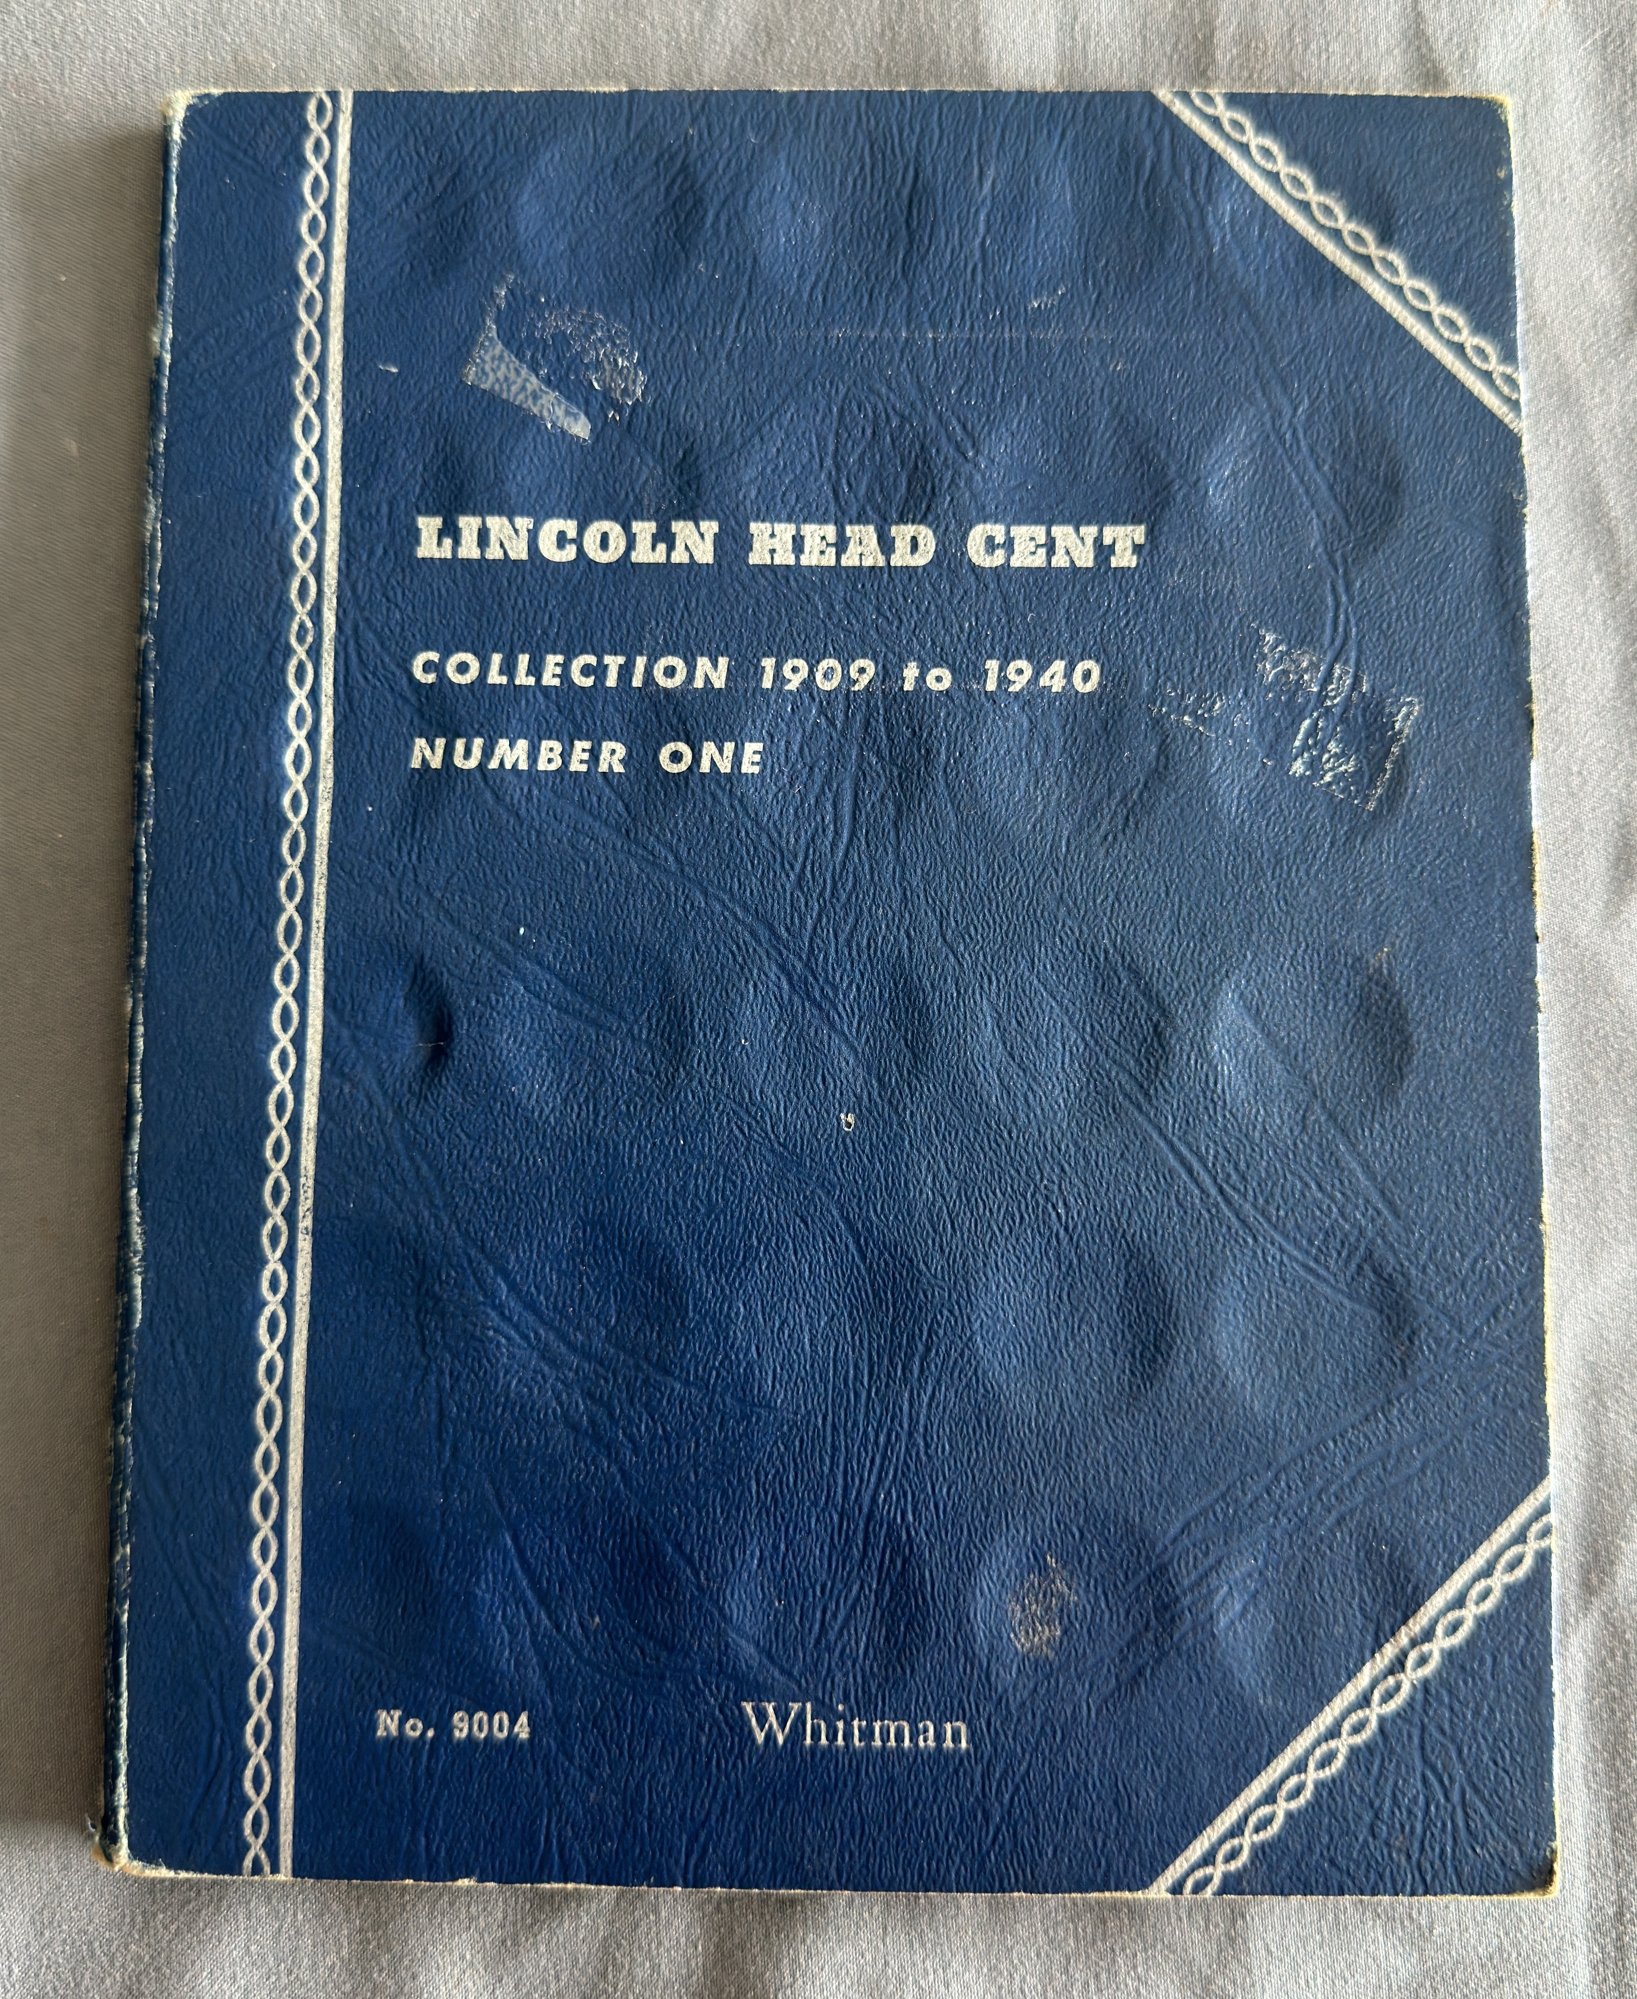 LINCOLN HEAD CENT
COLLECTION 1909 to 1940
NUMBER ONE
No. 9004
Whitman